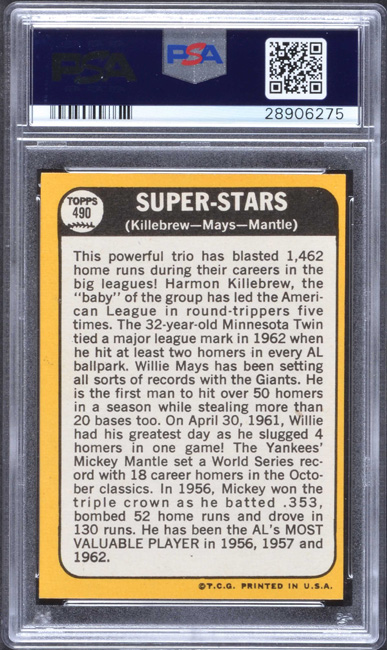 PSA
PSA
28906275
TOPPS
490
SUPER-STARS
(Killebrew—Mays—Mantle)
This powerful trio has blasted 1,462
home runs during their careers in the
big leagues! Harmon Killebrew, the
"baby" of the group has led the Ameri-
can League in round-trippers five
times. The 32-year-old Minnesota Twin
tied a major league mark in 1962 when
he hit at least two homers in every AL
ballpark. Willie Mays has been setting
all sorts of records with the Giants. He
is the first man to hit over 50 homers
in a season while stealing more than
20 bases too. On April 30, 1961, Willie
had his greatest day as he slugged 4
homers in one game! The Yankees'
Mickey Mantle set a World Series rec-
ord with 18 career homers in the Octo-
ber classics. In 1956, Mickey won the
triple crown as he batted .353,
bombed 52 home runs and drove in
130 runs. He has been the AL's MOST
VALUABLE PLAYER in 1956, 1957 and
1962.
©T.C.G. PRINTED IN U.S.A.